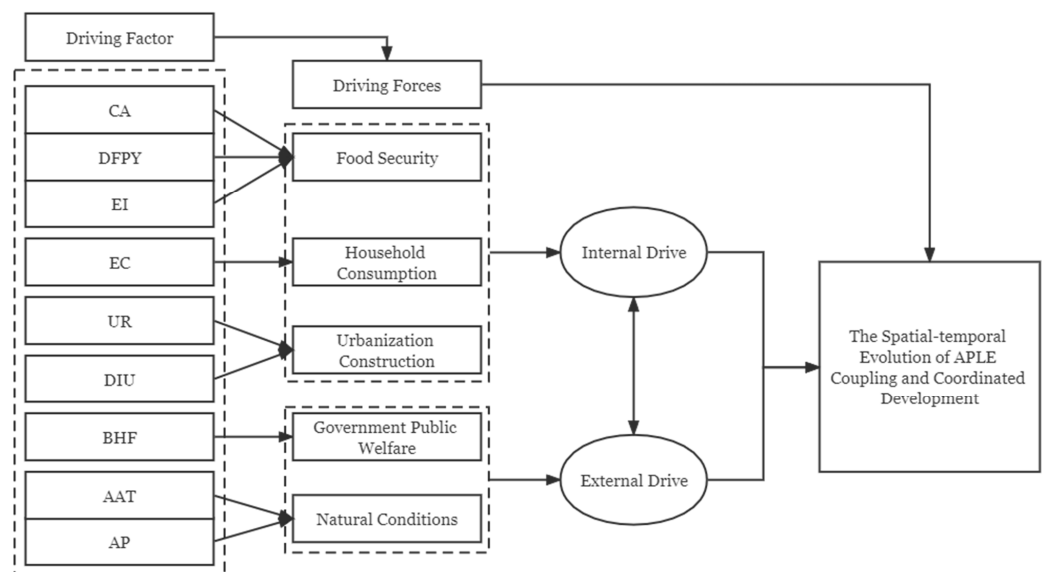 Driving Factor
Driving Forces
CA
DFPY
EI
EC
UR
DIU
BHF
AAT
AP
Food Security
Household
Consumption
Urbanization
Construction
Government Public
Welfare
Natural Conditions
Internal Drive
External Drive
The Spatial-temporal
Evolution of APLE
Coupling and Coordinated
Development